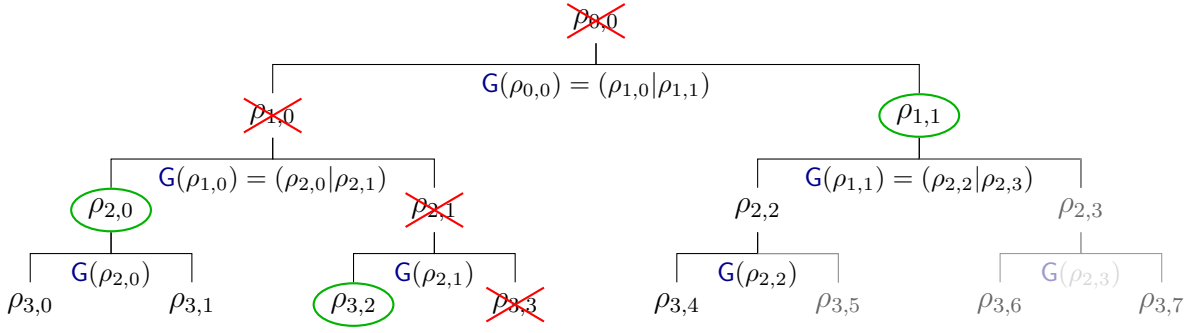 ρ0,0
G(ρ0,0) = (ρ1,0|ρ1,1)
ρ1,0 ρ1,1
G(ρ1,0) = (ρ2,0|ρ2,1) G(ρ1,1) = (ρ2,2|ρ2,3)
ρ2,0 ρ2,1 ρ2,2 ρ2,3
G(ρ2,0) G(ρ2,1) G(ρ2,2) G(ρ2,3)
ρ3,0 ρ3,1 ρ3,2 ρ3,3 ρ3,4 ρ3,5 ρ3,6 ρ3,7